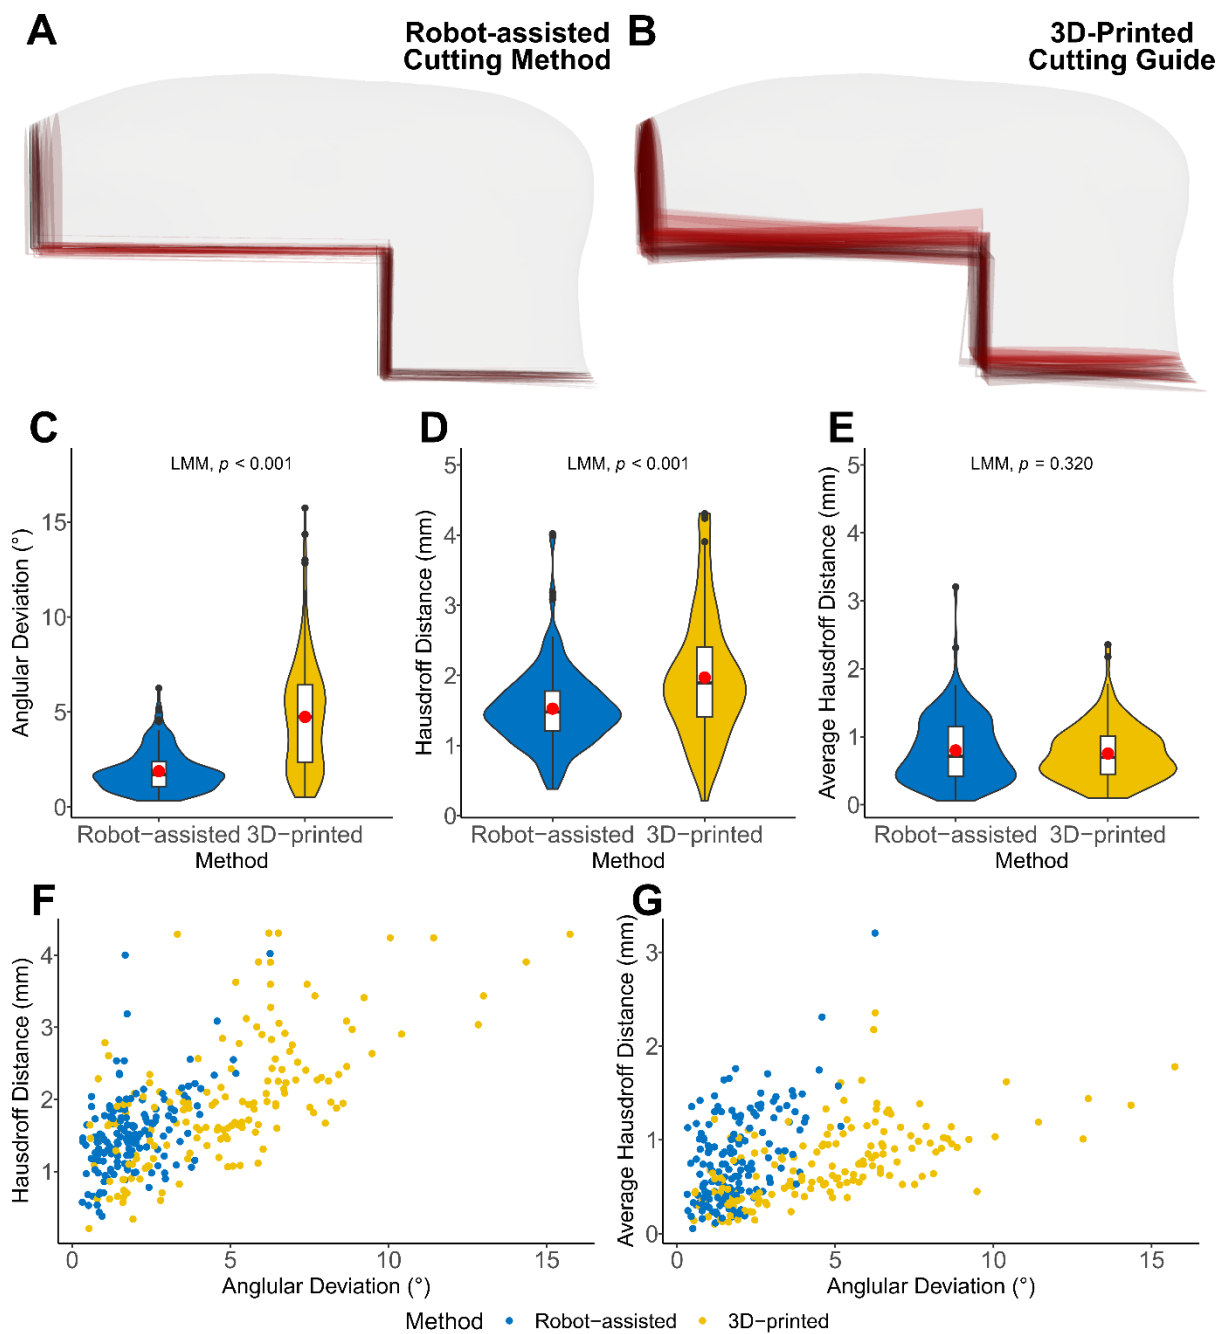 A
Robot-assisted
Cutting Method
B
3D-Printed
Cutting Guide
C
LMM, p < 0.001
Anglular Deviation (°)
15
10
5
0
Robot-assisted
3D-printed
Method
D
LMM, p < 0.001
Hausdroff Distance (mm)
5
4
3
2
1
0
Robot-assisted
3D-printed
Method
E
LMM, p = 0.320
Average Hausdroff Distance (mm)
5
4
3
2
1
0
Robot-assisted
3D-printed
Method
F
Hausdroff Distance (mm)
4
3
2
1
0
5
10
15
Anglular Deviation (°)
G
Average Hausdroff Distance (mm)
3
2
1
0
0
5
10
15
Anglular Deviation (°)
Method
Robot-assisted
3D-printed